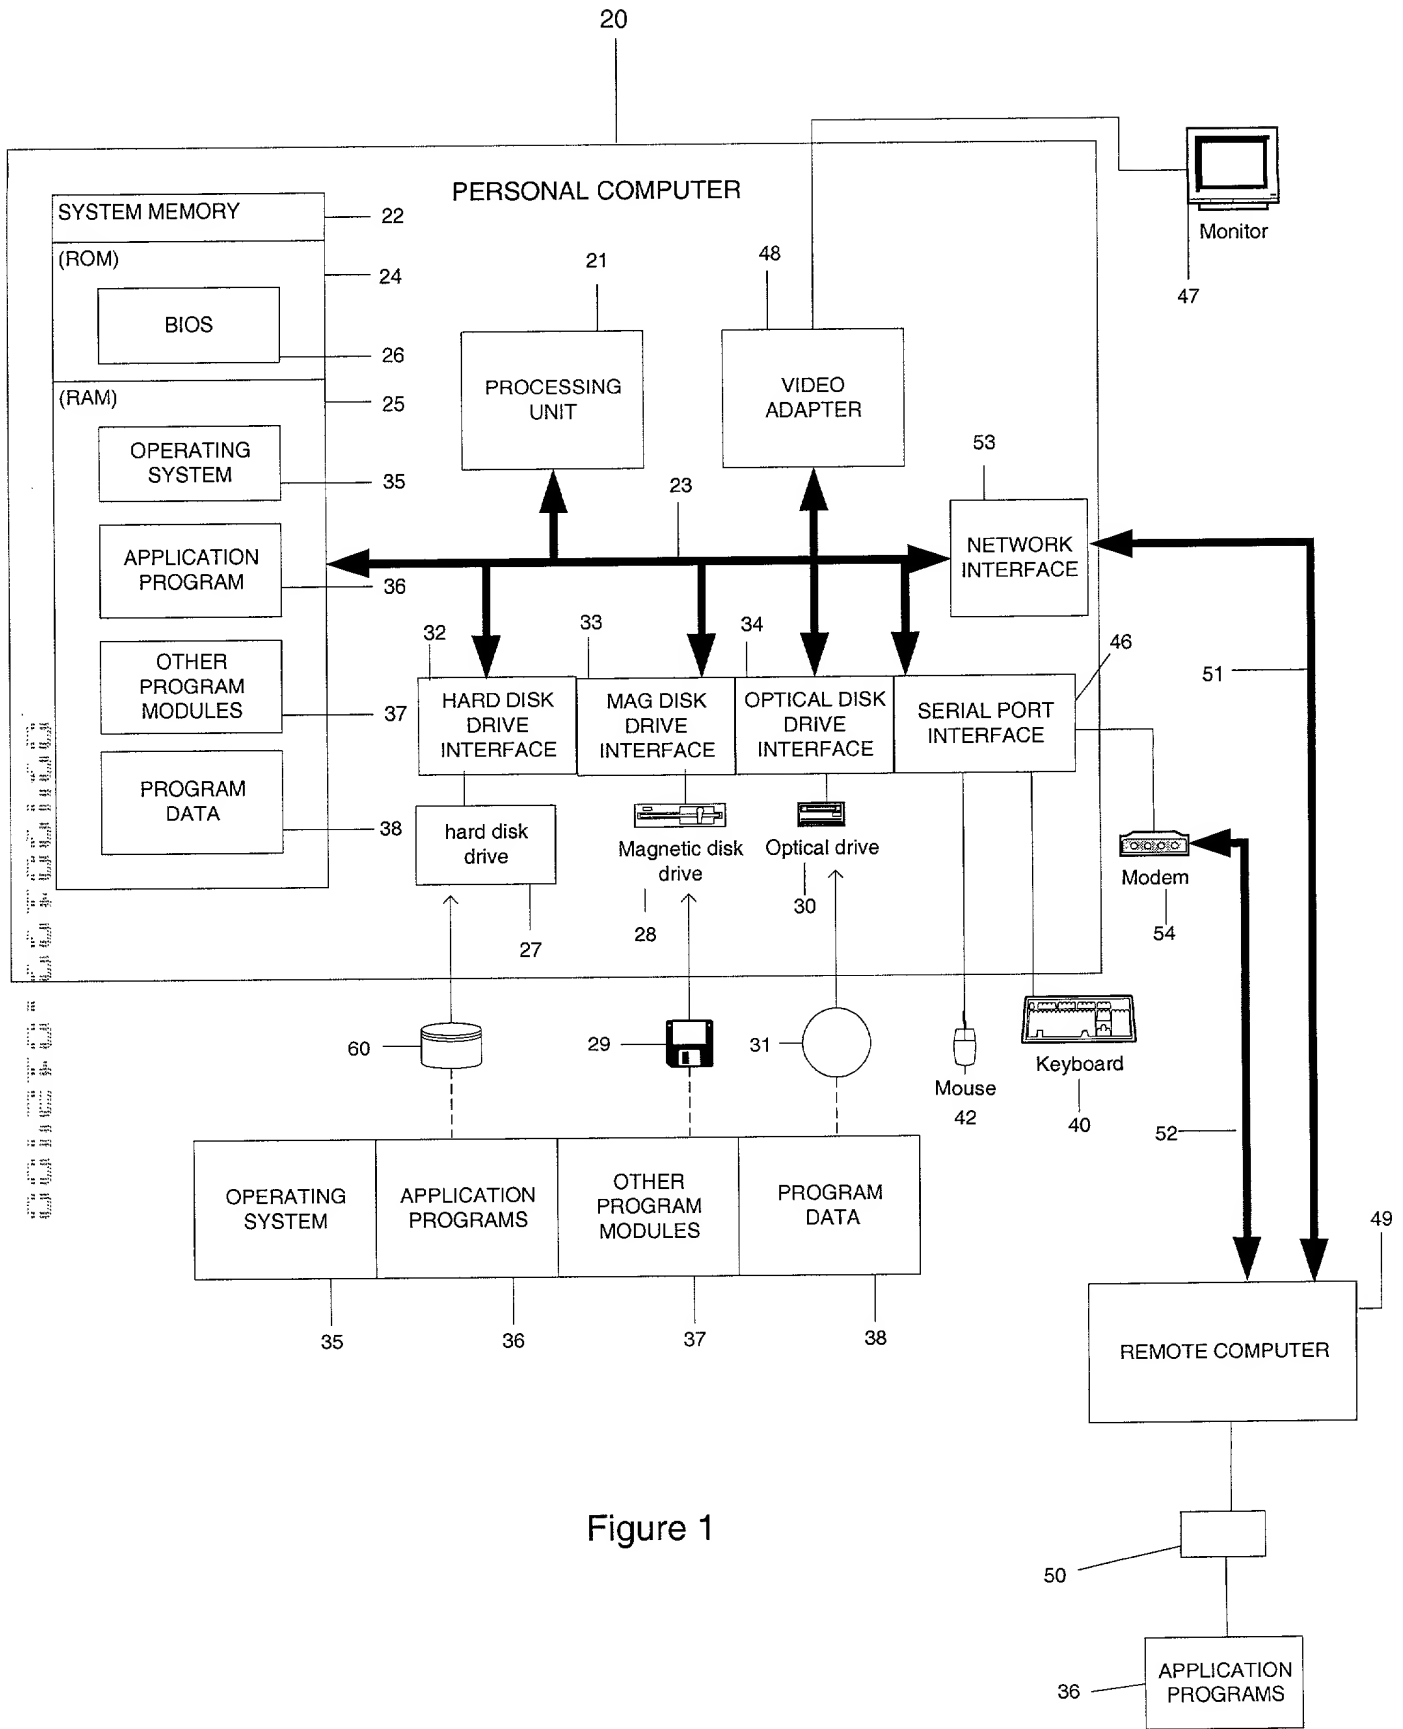 20
PERSONAL COMPUTER
SYSTEM MEMORY
22
(ROM)
24
BIOS
26
(RAM)
25
OPERATING
SYSTEM
35
APPLICATION
PROGRAM
36
OTHER
PROGRAM
MODULES
37
PROGRAM
DATA
38
21
PROCESSING
UNIT
48
VIDEO
ADAPTER
Monitor
47
23
53
NETWORK
INTERFACE
32
HARD DISK
DRIVE
INTERFACE
33
MAG DISK
DRIVE
INTERFACE
34
OPTICAL DISK
DRIVE
INTERFACE
46
SERIAL PORT
INTERFACE
51
hard disk
drive
27
Magnetic disk
drive
28
Optical drive
30
Modem
54
60
29
31
Mouse
42
Keyboard
40
52
OPERATING
SYSTEM
35
APPLICATION
PROGRAMS
36
OTHER
PROGRAM
MODULES
37
PROGRAM
DATA
38
49
REMOTE COMPUTER
50
36
APPLICATION
PROGRAMS
Figure 1